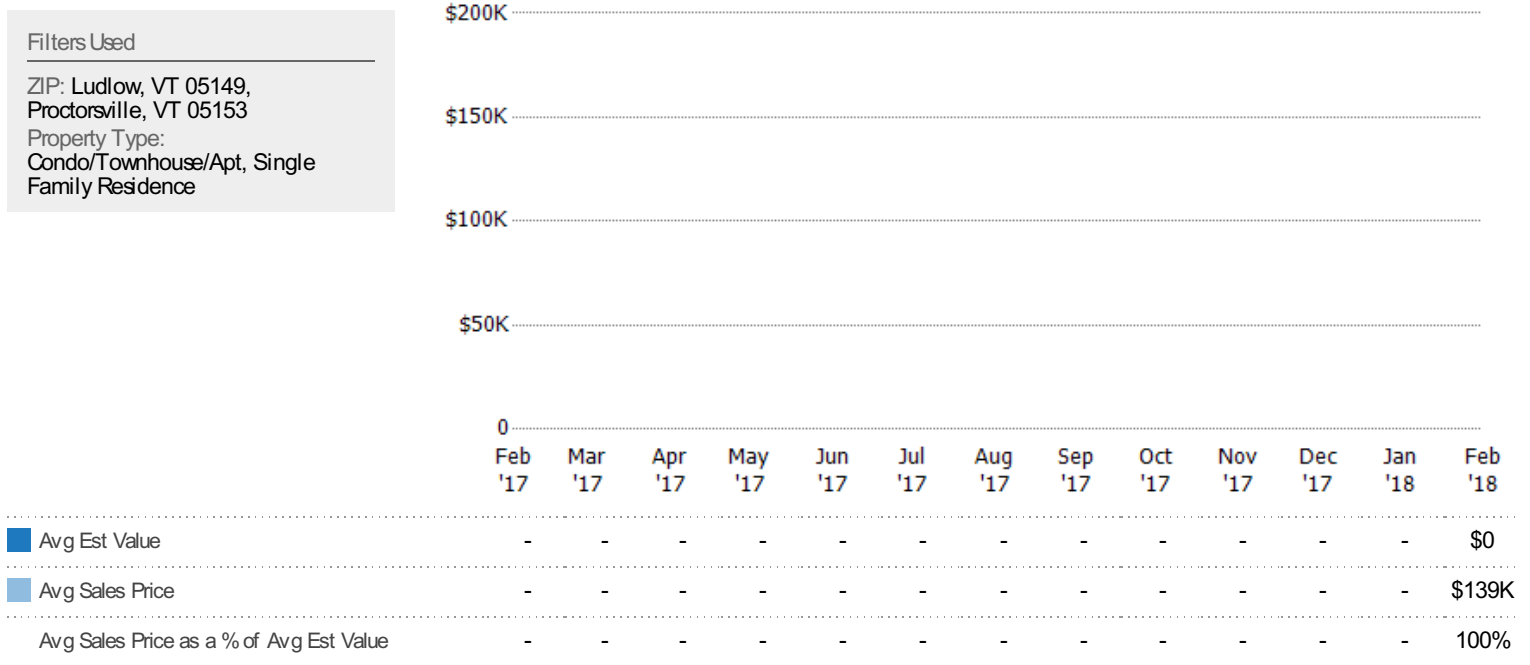 Filters Used
ZIP: Ludlow, VT 05149,
Proctorsville, VT 05153
Property Type:
Condo/Townhouse/Apt, Single
Family Residence
$200K
$150K
$100K
$50K
0
Feb Mar Apr May Jun Jul Aug Sep Oct Nov Dec Jan Feb
'17 '17 '17 '17 '17 '17 '17 '17 '17 '17 '17 '18 '18
Avg Est Value - - - - - - - - - - - - $0
Avg Sales Price - - - - - - - - - - - - $139K
Avg Sales Price as a % of Avg Est Value - - - - - - - - - - - - 100%